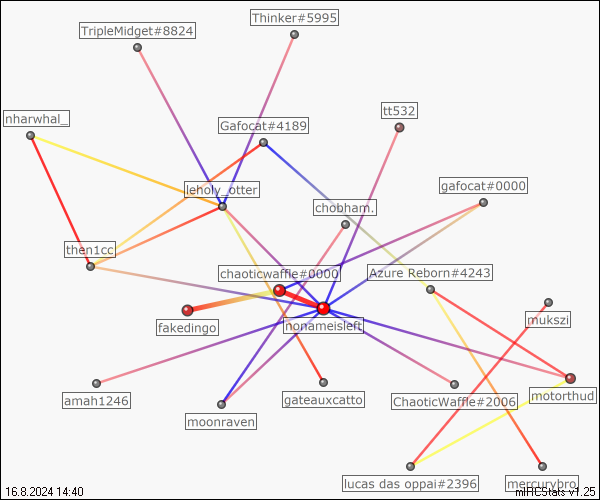 Thinker#5995
TripleMidget#8824
tt532
nharwhal_
Gafocat#4189
leholy_otter
gafocat#0000
chobham.
then1cc
chaoticwaffle#0000
Azure Reborn#4243
fakedingo
nonameisleft
mukszi
amah1246
gateauxcatto
ChaoticWaffle#2006
motorthud
moonraven
lucas das oppai#2396
mercurybro
16.8.2024 14:40
mIRCStats v1.25